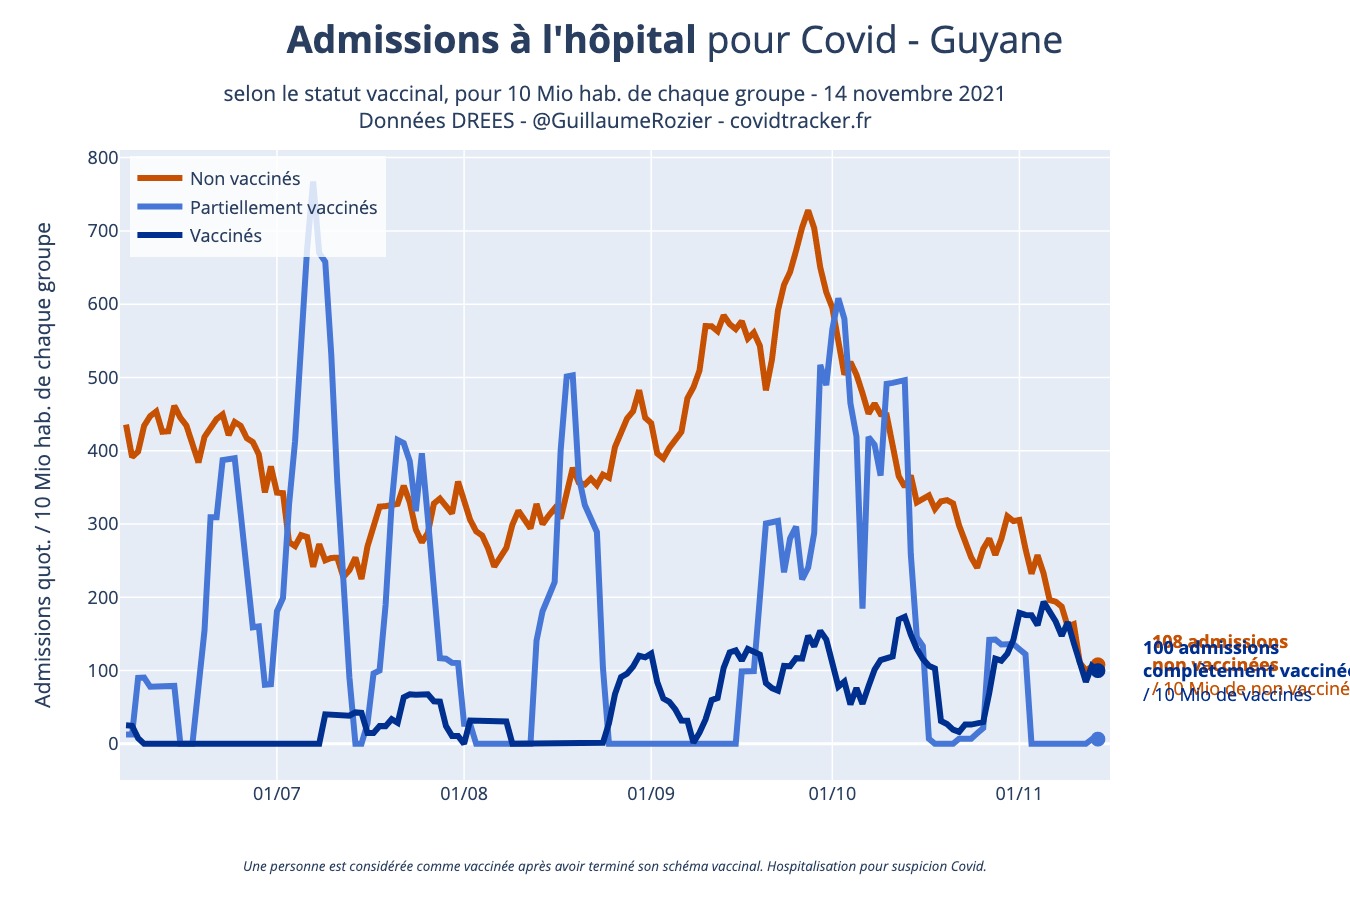 Admissions à l'hôpital pour Covid - Guyane
selon le statut vaccinal, pour 10 Mio hab. de chaque groupe - 14 novembre 2021
Données DREES - @GuillaumeRozier - covidtracker.fr
Admissions quot. / 10 Mio hab. de chaque groupe
800
700
600
500
400
300
200
100
0
Non vaccinés
Partiellement vaccinés
Vaccinés
01/07
01/08
01/09
01/10
01/11
108 admissions
non vaccinées
/ 10 Mio de non vacciné
100 admissions
complètement vacciné
/ 10 Mio de vaccinés
Une personne est considérée comme vaccinée après avoir terminé son schéma vaccinal. Hospitalisation pour suspicion Covid.